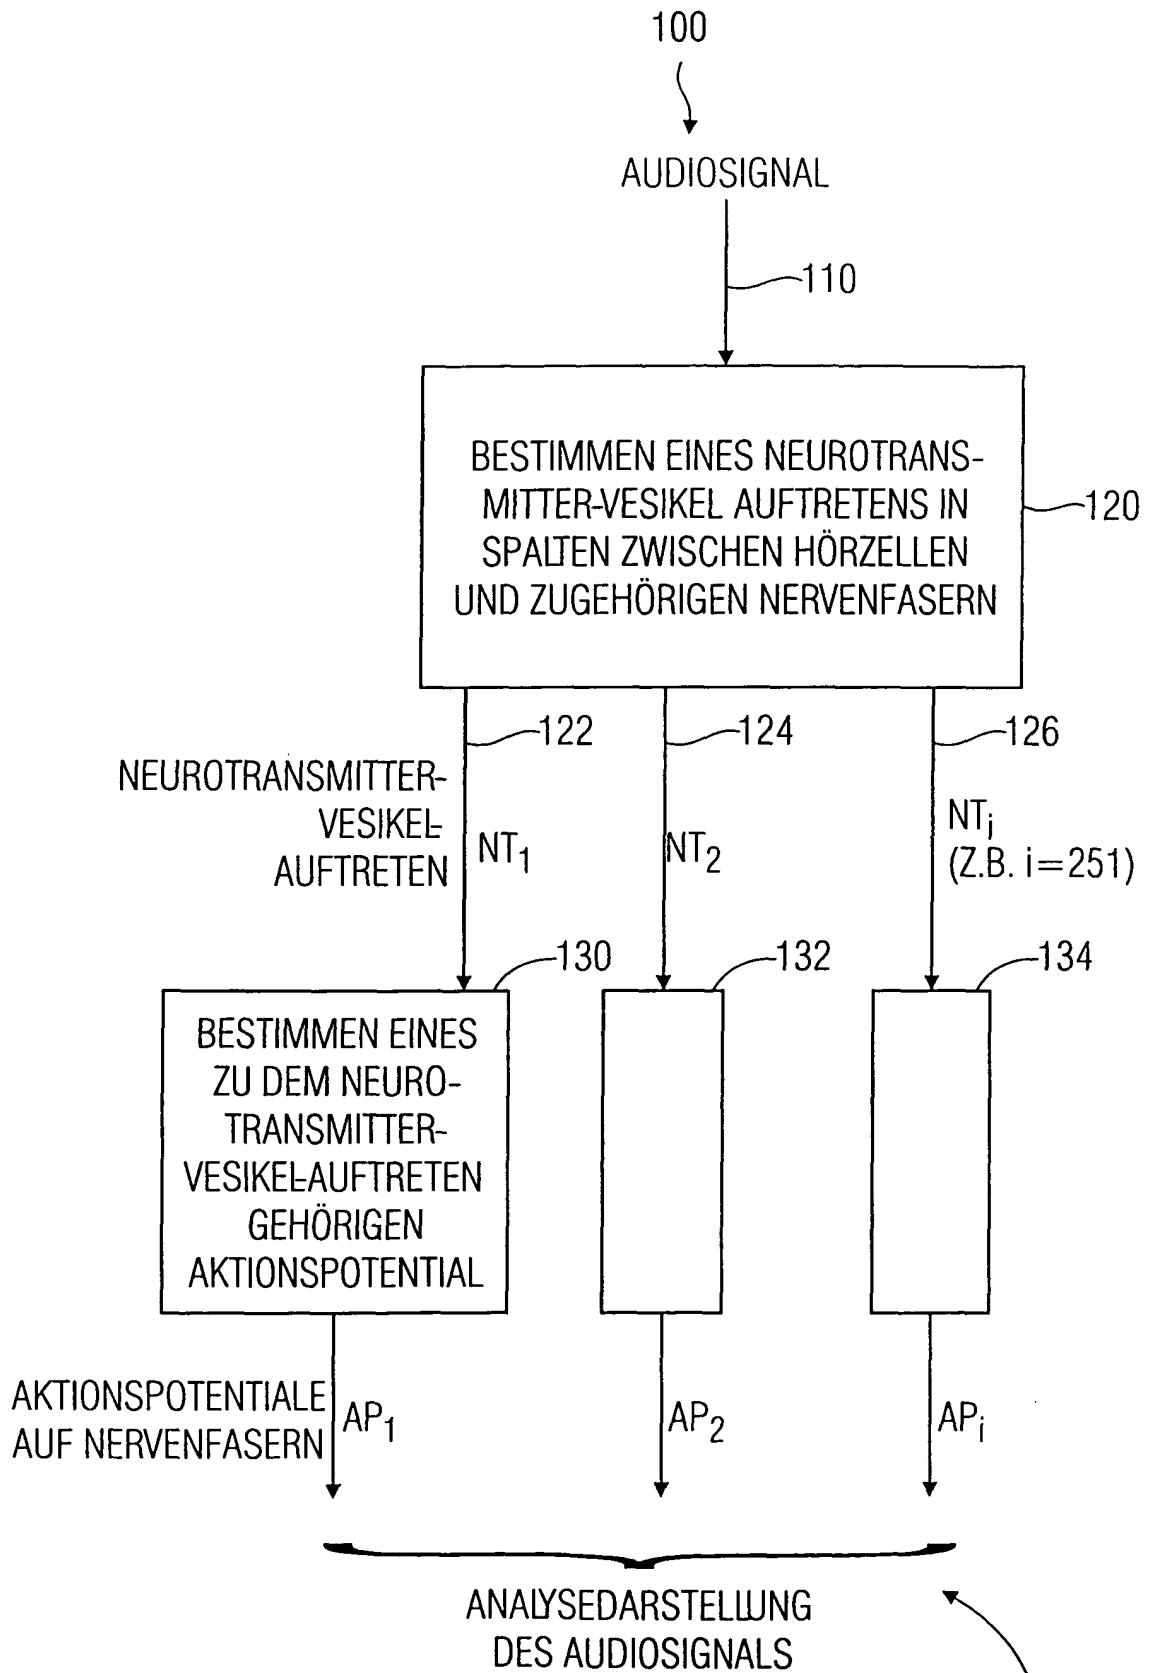 100
AUDIOSIGNAL
110
BESTIMMEN EINES NEUROTRANS-
MITTER-VESIKEL AUFTRETENS IN
SPALTEN ZWISCHEN HÖRZELLEN
UND ZUGEHÖRIGEN NERVENFASERN
120
122
124
126
NEUROTRANSMITTER-
VESIKEL-
AUFTRETEN
NT1
NT2
NTi
(Z.B. i=251)
130
132
134
BESTIMMEN EINES
ZU DEM NEURO-
TRANSMITTER-
VESIKEL-AUFTRETEN
GEHÖRIGEN
AKTIONSPOTENTIAL
AKTIONSPOTENTIALE
AUF NERVENFASERN
AP1
AP2
APi
ANALYSEDARSTELLUNG
DES AUDIOSIGNALS